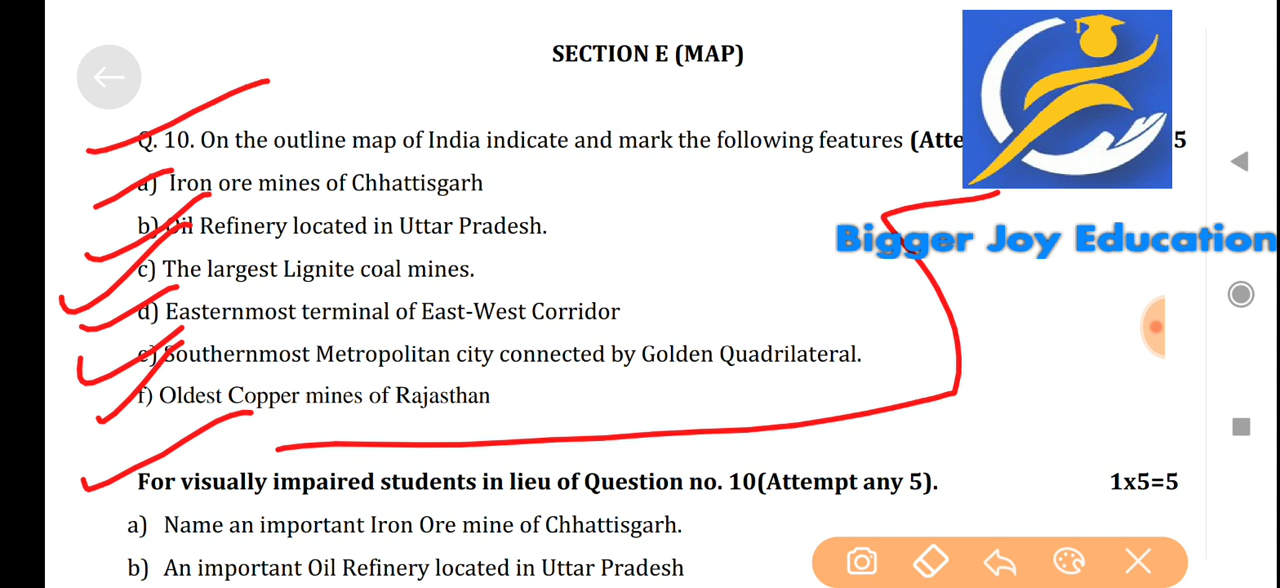 SECTION E (MAP)
Q. 10. On the outline map of India indicate and mark the following features (Atte 5
a) Iron ore mines of Chhattisgarh
b) Oil Refinery located in Uttar Pradesh.
Bigger Joy Education
c) The largest Lignite coal mines.
d) Easternmost terminal of East-West Corridor
e) Southernmost Metropolitan city connected by Golden Quadrilateral.
f) Oldest Copper mines of Rajasthan
For visually impaired students in lieu of Question no. 10(Attempt any 5). 1x5=5
a) Name an important Iron Ore mine of Chhattisgarh.
b) An important Oil Refinery located in Uttar Pradesh